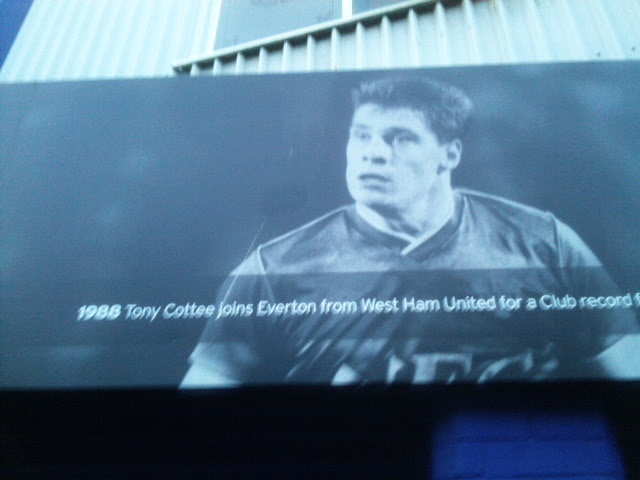 1988 Tony Cottee joins Everton from West Ham United for a Club record